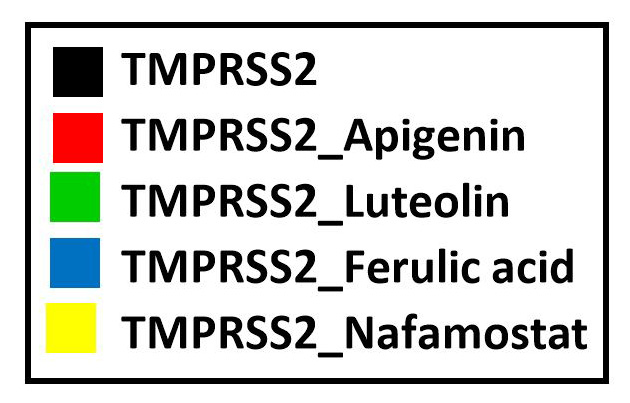 TMPRSS2
TMPRSS2_Apigenin
TMPRSS2_Luteolin
TMPRSS2_Ferulic acid
TMPRSS2_Nafamostat